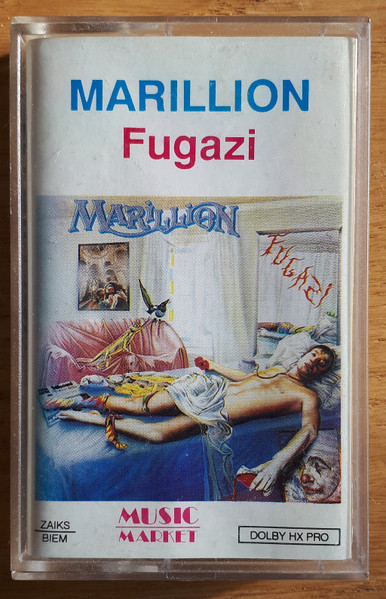 MARILLION
Fugazi
MARILLION
FUGAZI
MUSIC
MARKET
ZAIKS
BIEM
DOLBY HX PRO